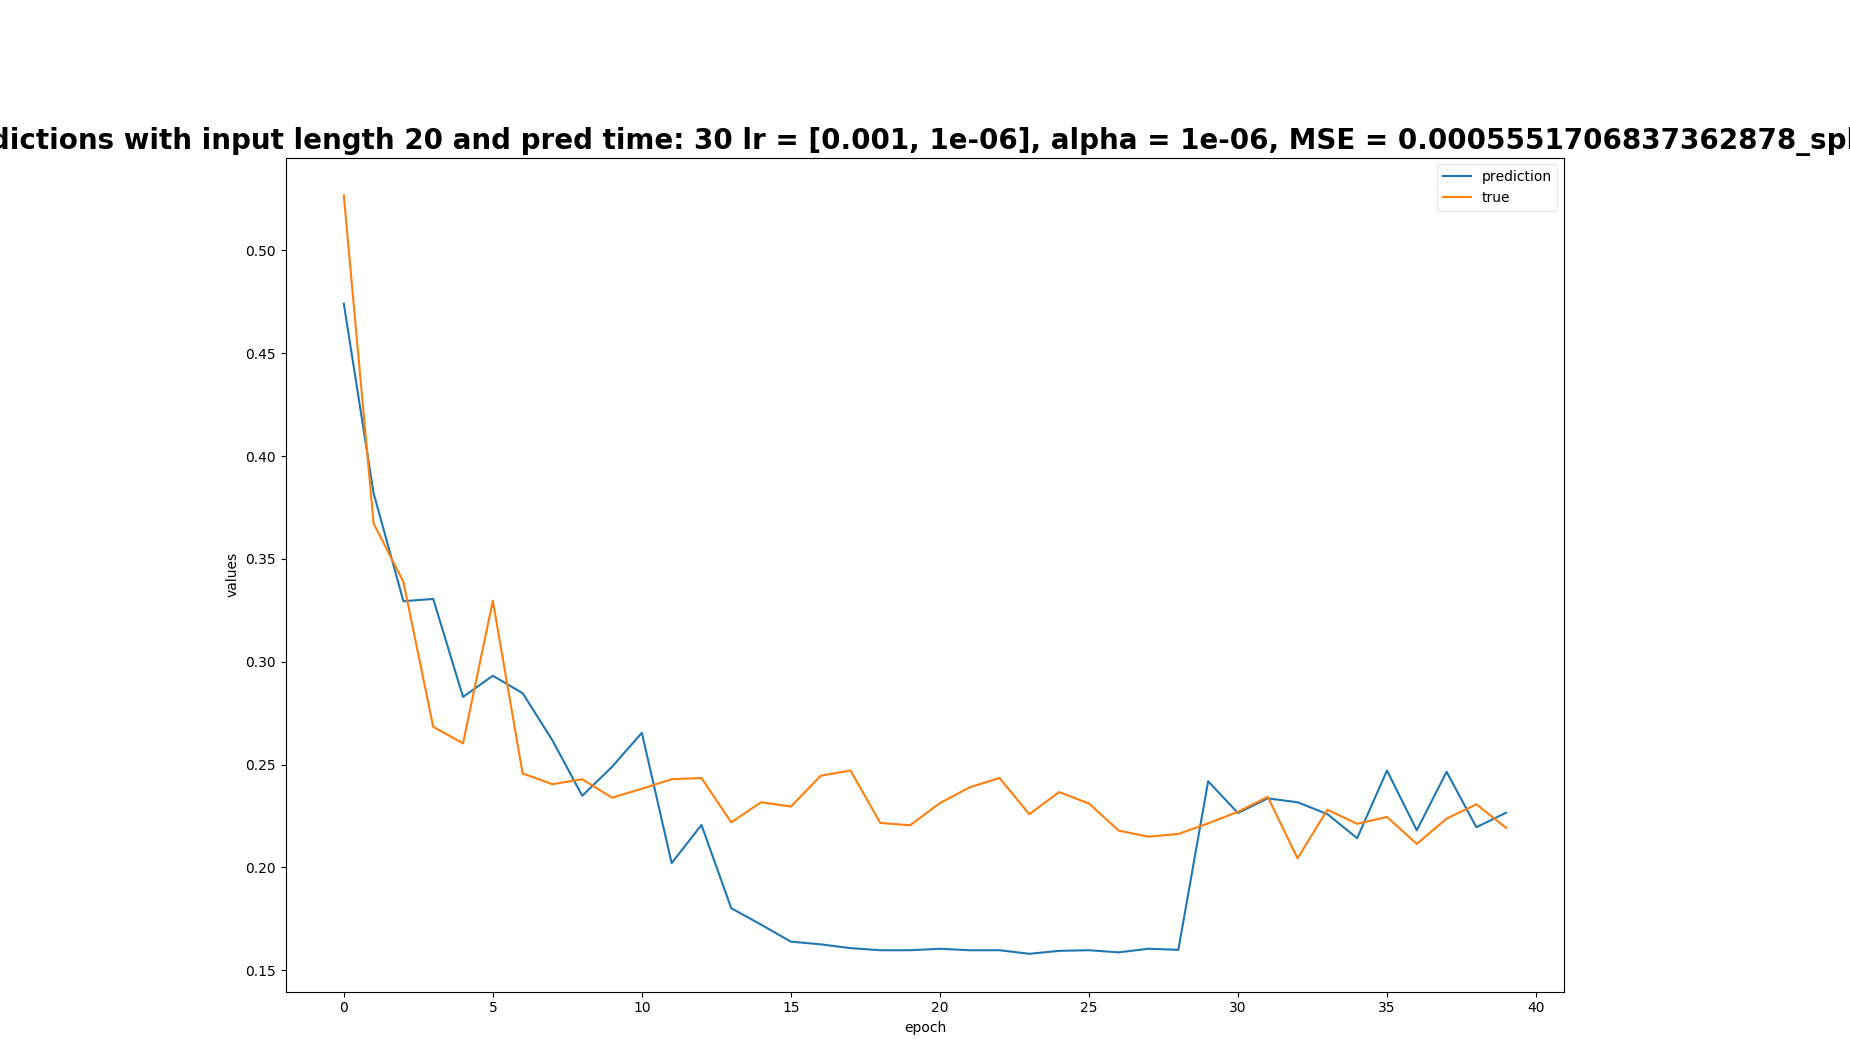 dictions with input length 20 and pred time: 30 lr = [0.001, 1e-06], alpha = 1e-06, MSE = 0.0005551706837362878_spl
prediction
true
0.50
0.45
0.40
0.35
0.30
0.25
0.20
0.15
values
0 5 10 15 20 25 30 35 40
epoch